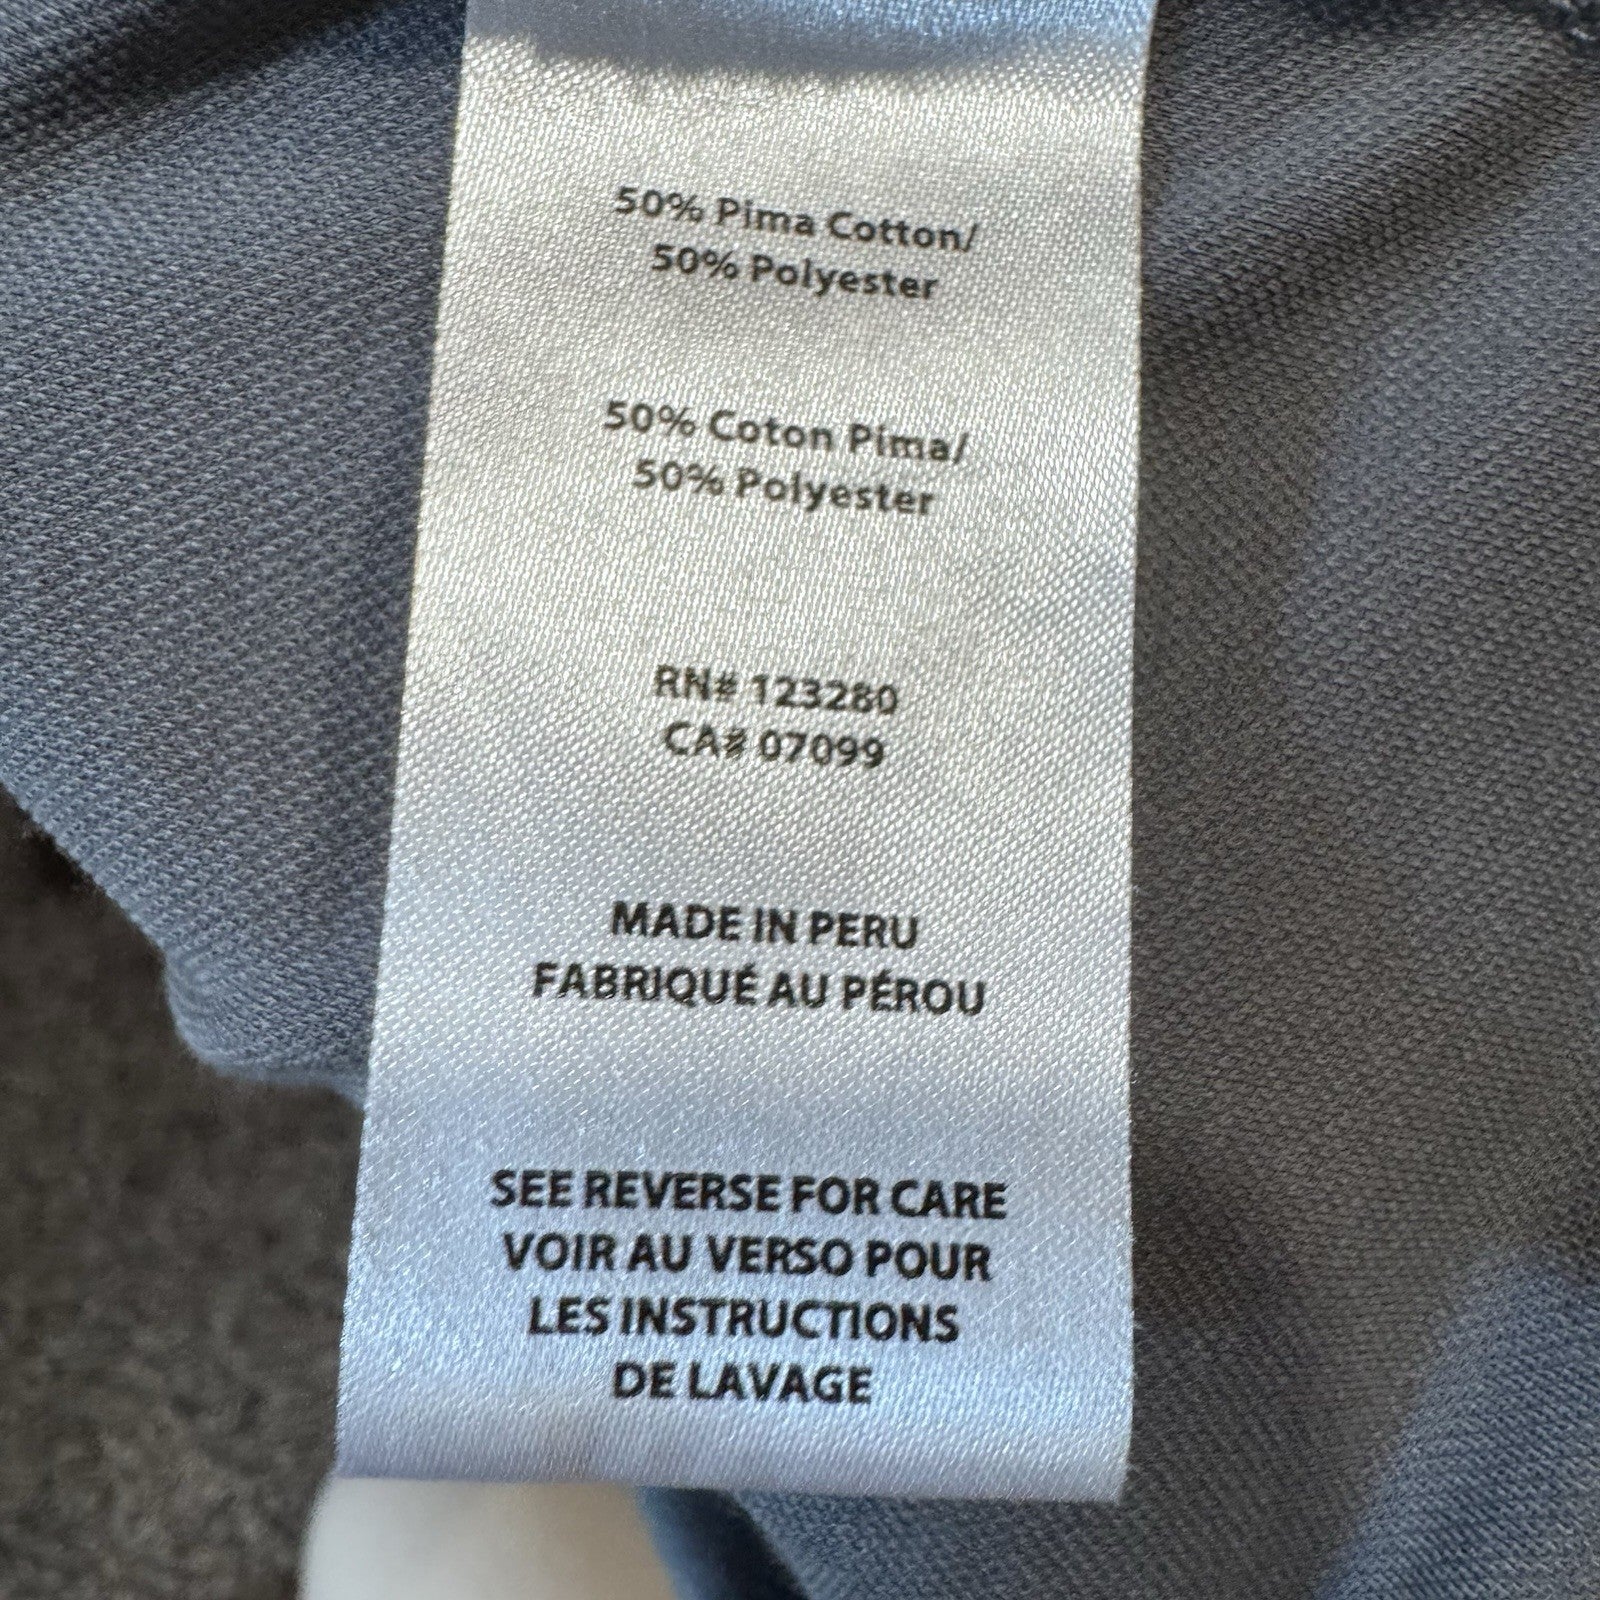 50% Pima Cotton/
50% Polyester
50% Coton Pima/
50% Polyester
RN# 123280
CA# 07099
MADE IN PERU
FABRIQUÉ AU PÉROU
SEE REVERSE FOR CARE
VOIR AU VERSO POUR
LES INSTRUCTIONS
DE LAVAGE